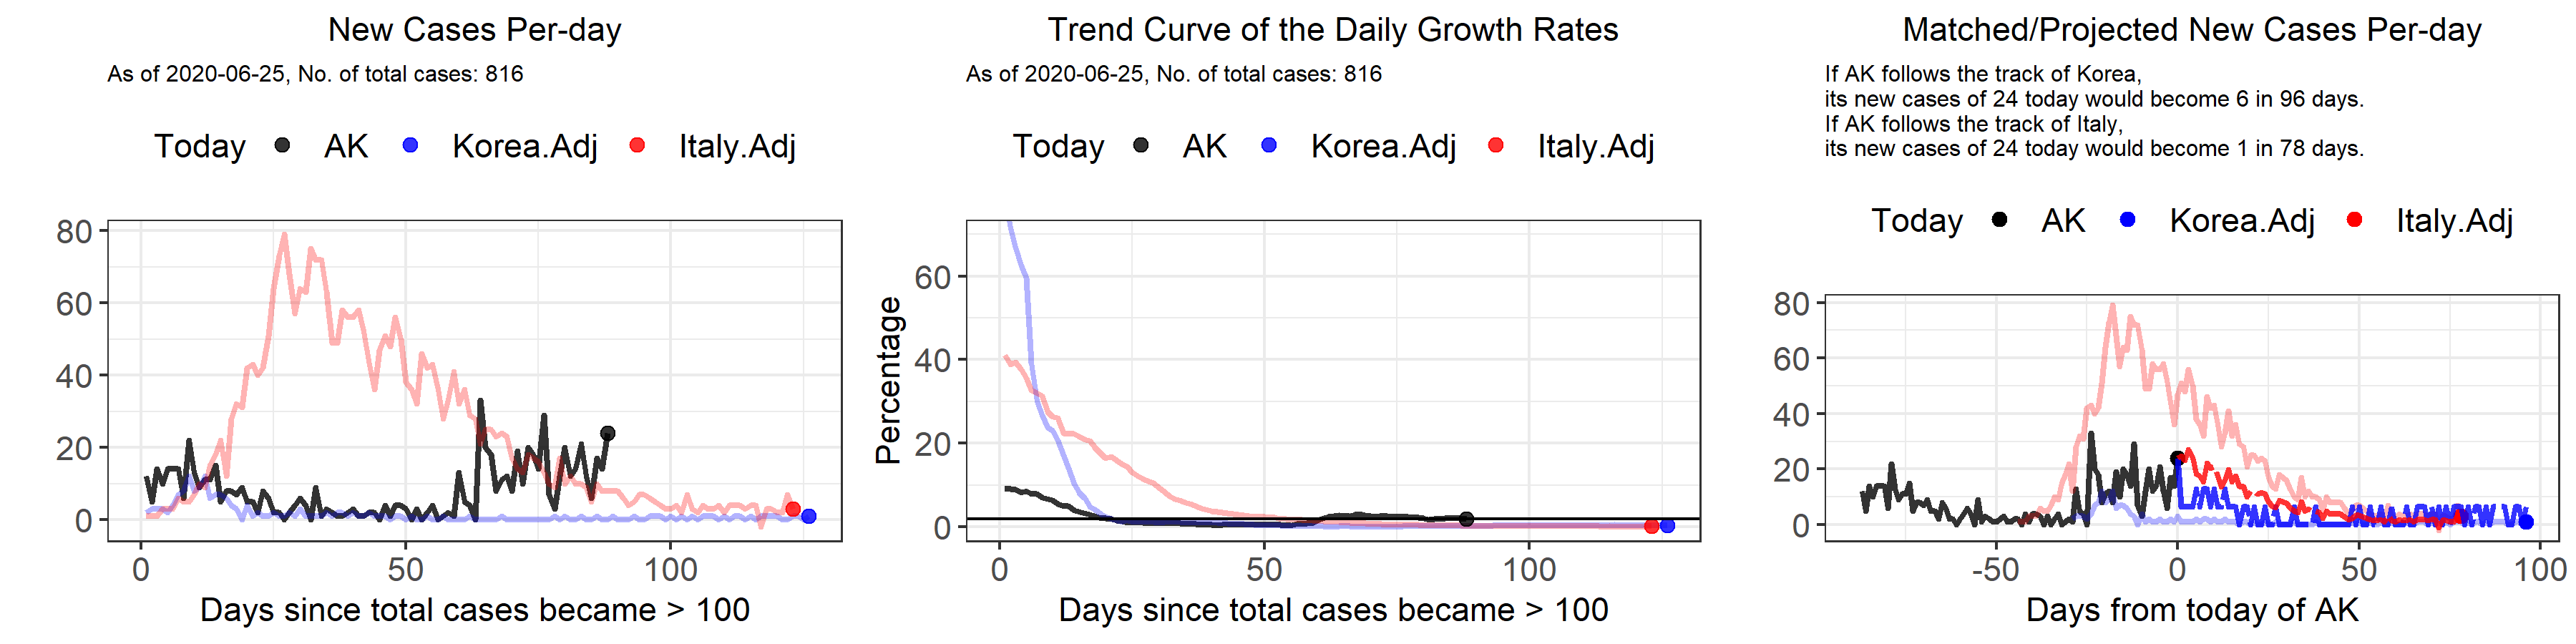 New Cases Per-day
As of 2020-06-25, No. of total cases: 816
Today AK Korea.Adj Italy.Adj
80
60
40
20
0
0 50 100
Days since total cases became > 100
Trend Curve of the Daily Growth Rates
As of 2020-06-25, No. of total cases: 816
Today AK Korea.Adj Italy.Adj
Percentage
60
40
20
0
0 50 100
Days since total cases became > 100
Matched/Projected New Cases Per-day
If AK follows the track of Korea,
its new cases of 24 today would become 6 in 96 days.
If AK follows the track of Italy,
its new cases of 24 today would become 1 in 78 days.
Today AK Korea.Adj Italy.Adj
80
60
40
20
0
-50 0 50 100
Days from today of AK